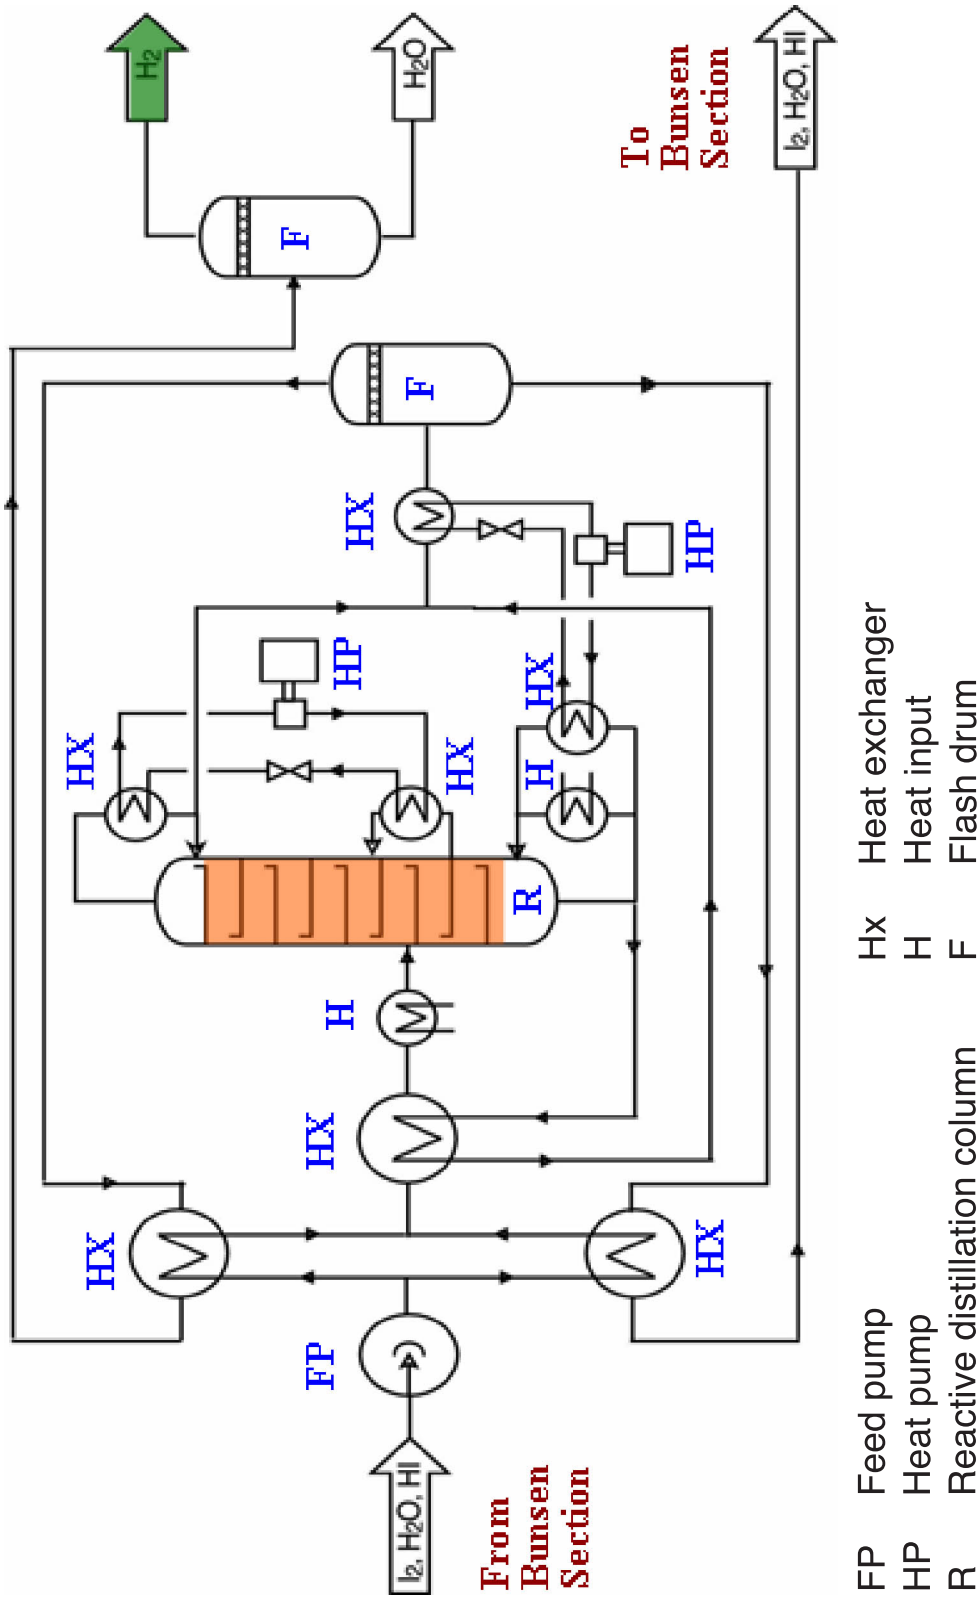 I2, H2O, HI
From
Bunsen
Section
FP
HX
HX
HX
H
R
HX
HX
HP
H
HX
HX
HP
F
F
H2
H2O
To
Bunsen
Section
I2, H2O, HI
FP Feed pump
HP Heat pump
R Reactive distillation column
Hx Heat exchanger
H Heat input
F Flash drum